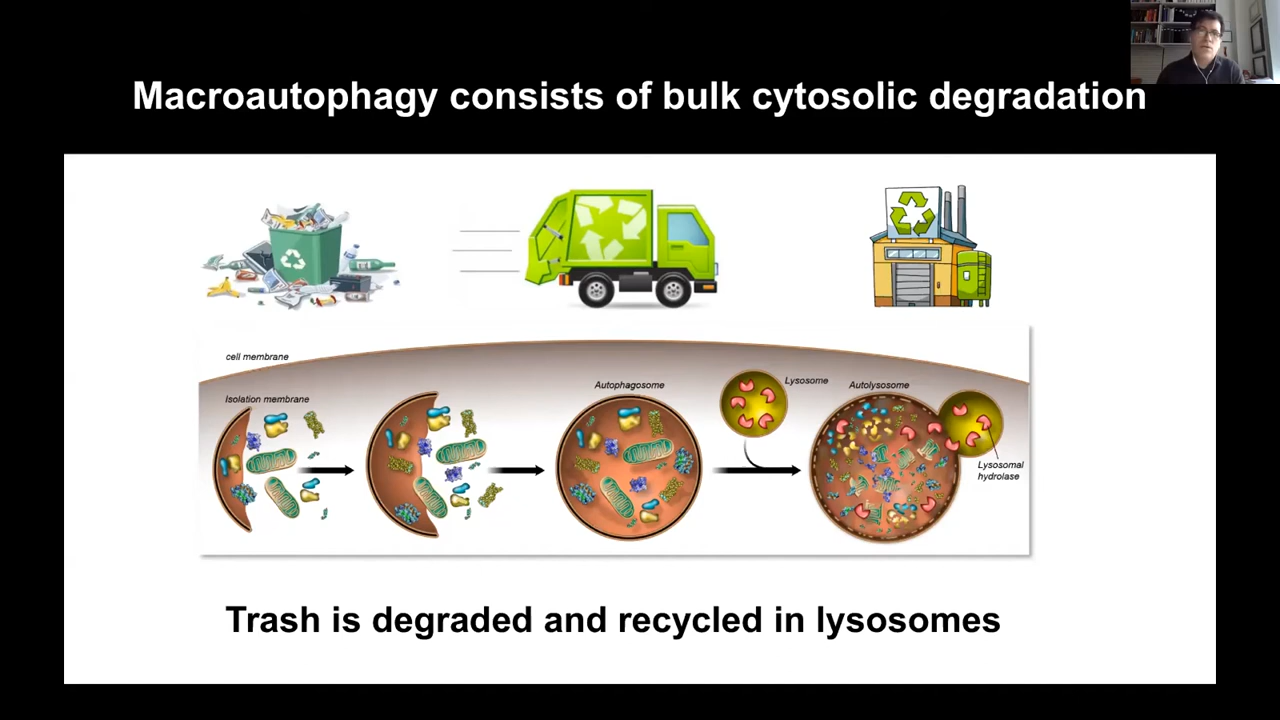 Macroautophagy consists of bulk cytosolic degradation
cell membrane
Isolation membrane
Autophagosome
Lysosome
Autolysosome
Lysosomal
hydrolase
Trash is degraded and recycled in lysosomes